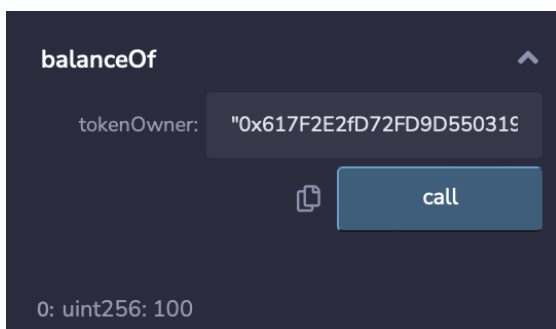 balanceOf
tokenOwner: "0x617F2E2fD72FD9D550319
call
0: uint256: 100